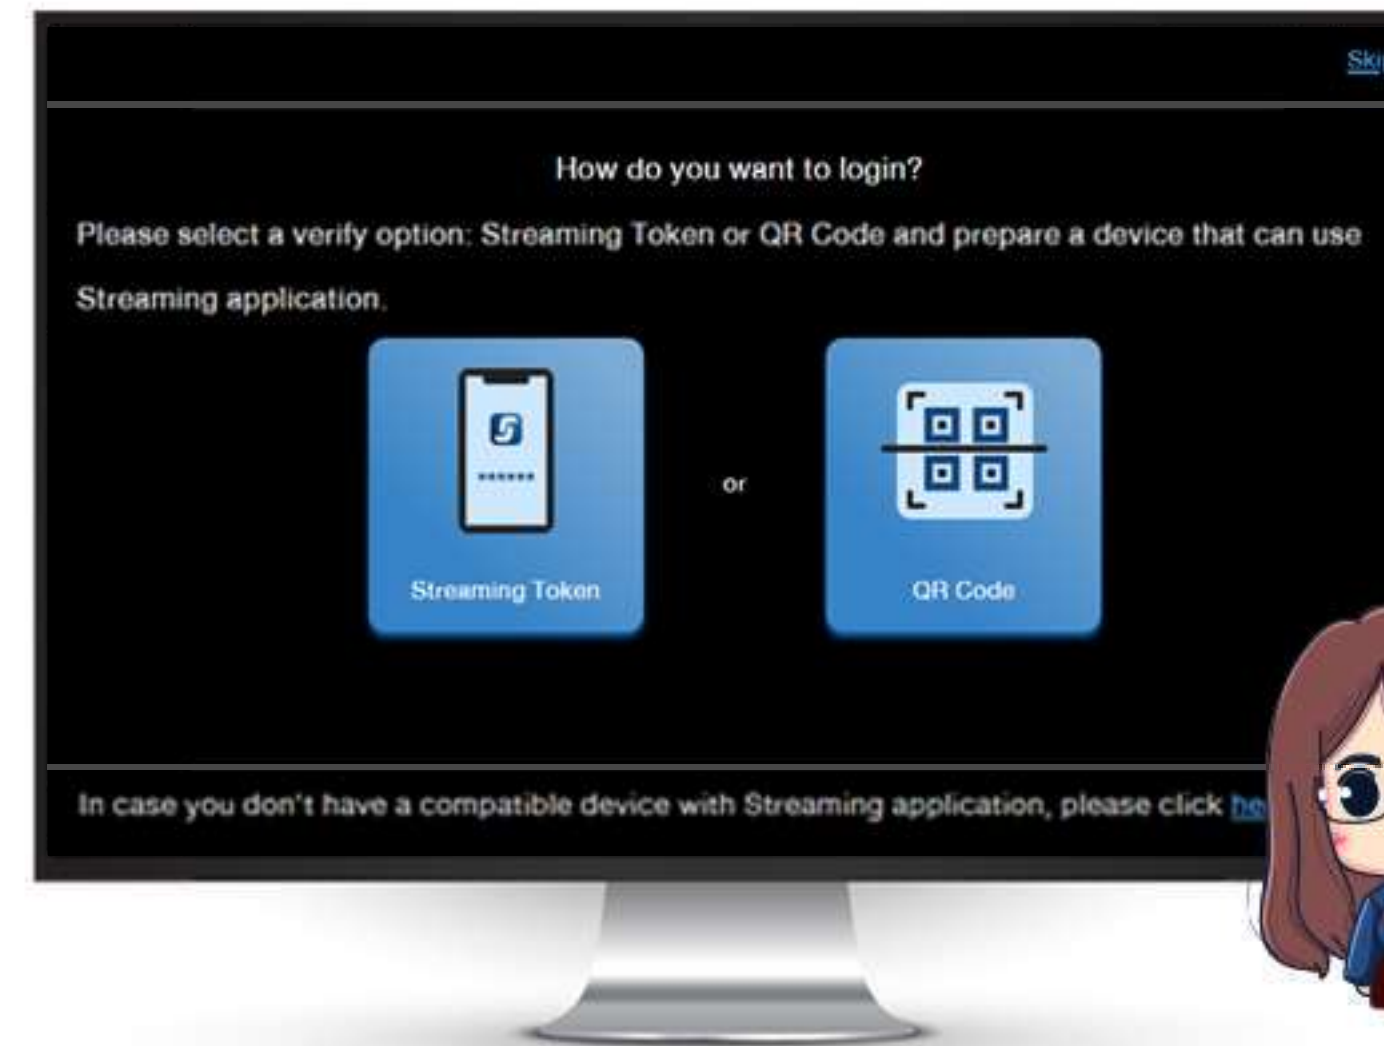 How do you want to login?
Please select a verify option: Streaming Token or QR Code and prepare a device that can use
Streaming application.
or
Streaming Token
QR Code
In case you don't have a compatible device with Streaming application, please click